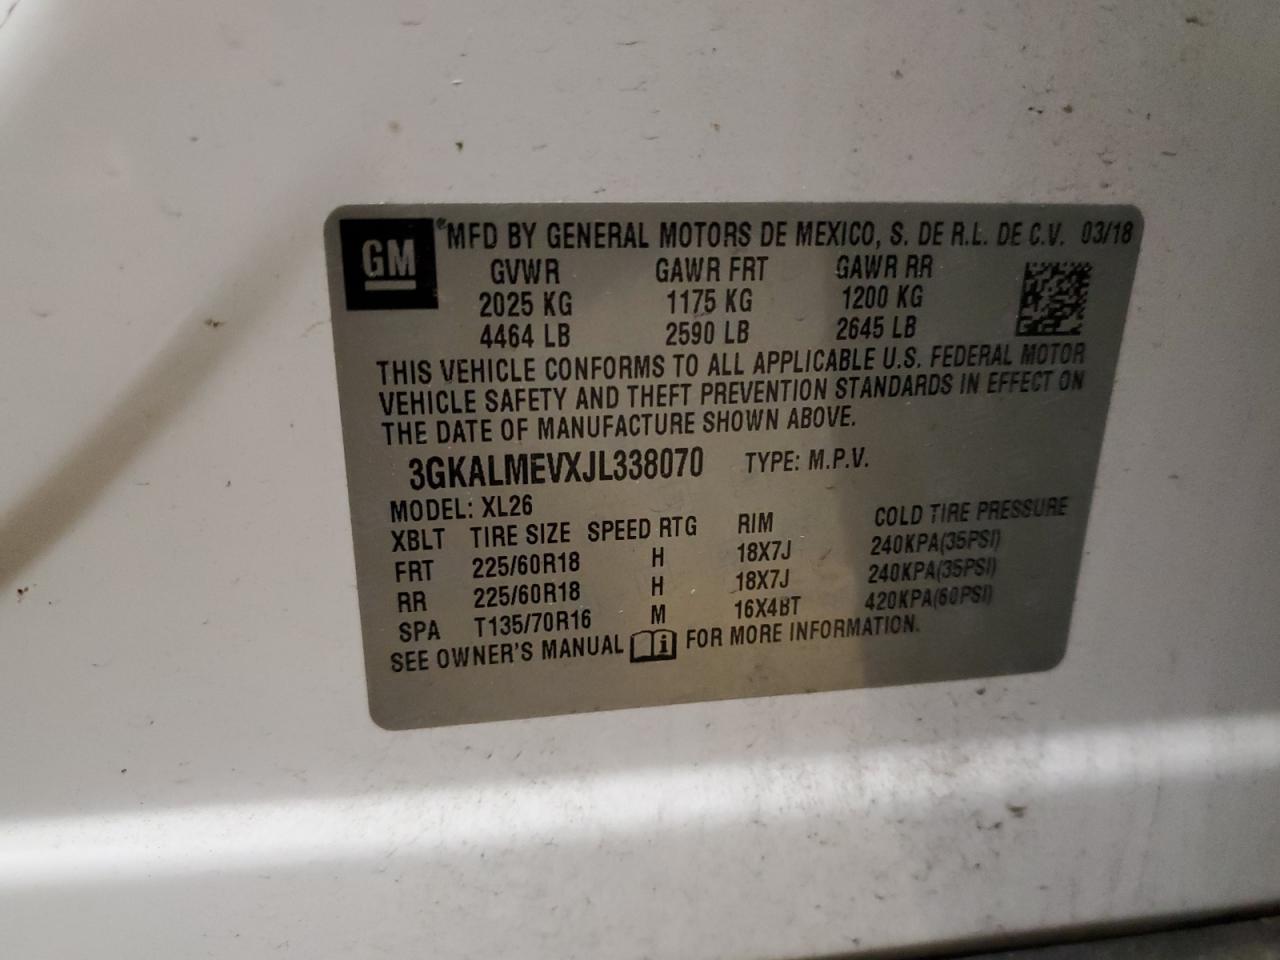 GM ®MFD BY GENERAL MOTORS DE MEXICO, S. DE R.L. DE C.V. 03/18
GVWR GAWR FRT GAWR RR
2025 KG 1175 KG 1200 KG
4464 LB 2590 LB 2645 LB
THIS VEHICLE CONFORMS TO ALL APPLICABLE U.S. FEDERAL MOTOR
VEHICLE SAFETY AND THEFT PREVENTION STANDARDS IN EFFECT ON
THE DATE OF MANUFACTURE SHOWN ABOVE.
3GKALMEVXJL338070 TYPE: M.P.V.
MODEL: XL26
XBLT TIRE SIZE SPEED RTG RIM COLD TIRE PRESSURE
FRT 225/60R18 H 18X7J 240KPA(35PSI)
RR 225/60R18 H 18X7J 240KPA(35PSI)
SPA T135/70R16 M 16X4BT 420KPA(60PSI)
SEE OWNER'S MANUAL i FOR MORE INFORMATION.